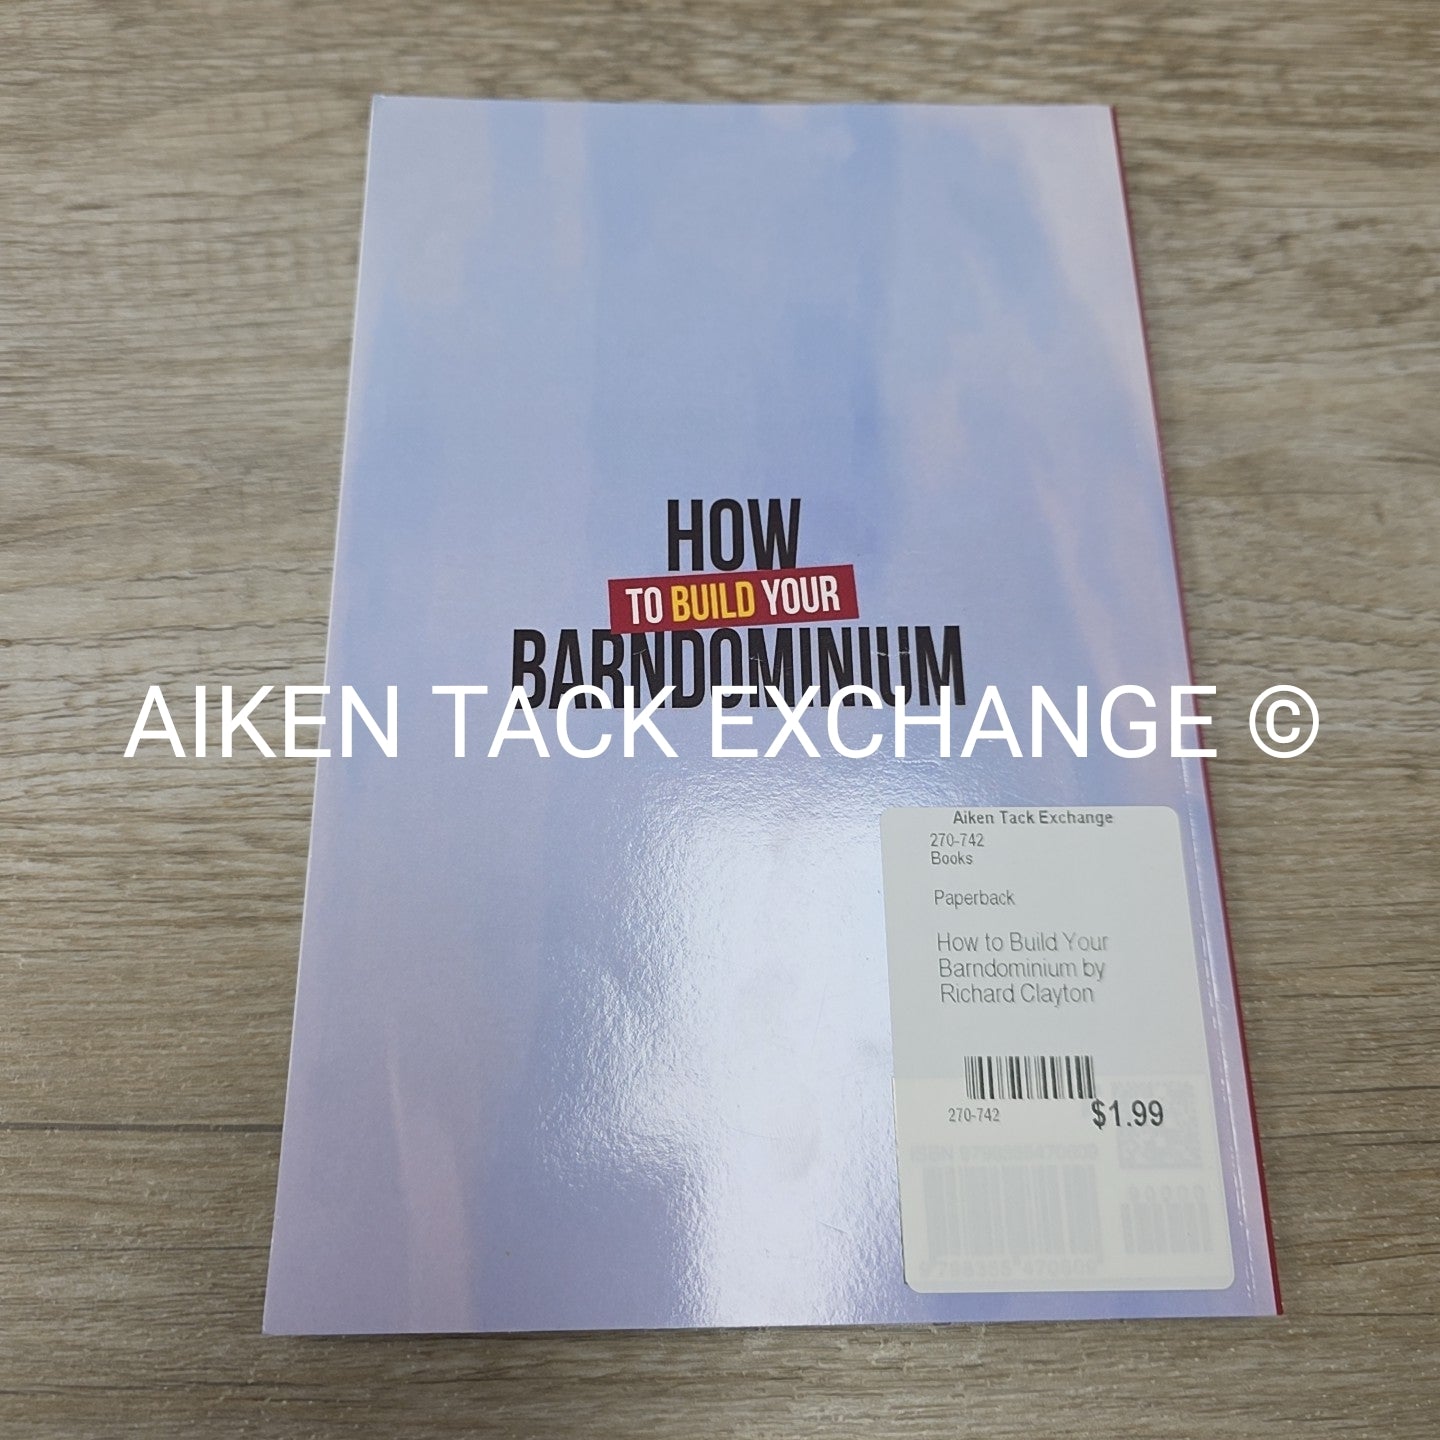 HOW
TO BUILD YOUR
BARNDOMINIUM
AIKEN TACK EXCHANGE ©
Aiken Tack Exchange
270-742
Books
Paperback
How to Build Your
Barndominium by
Richard Clayton
270-742
$1.99